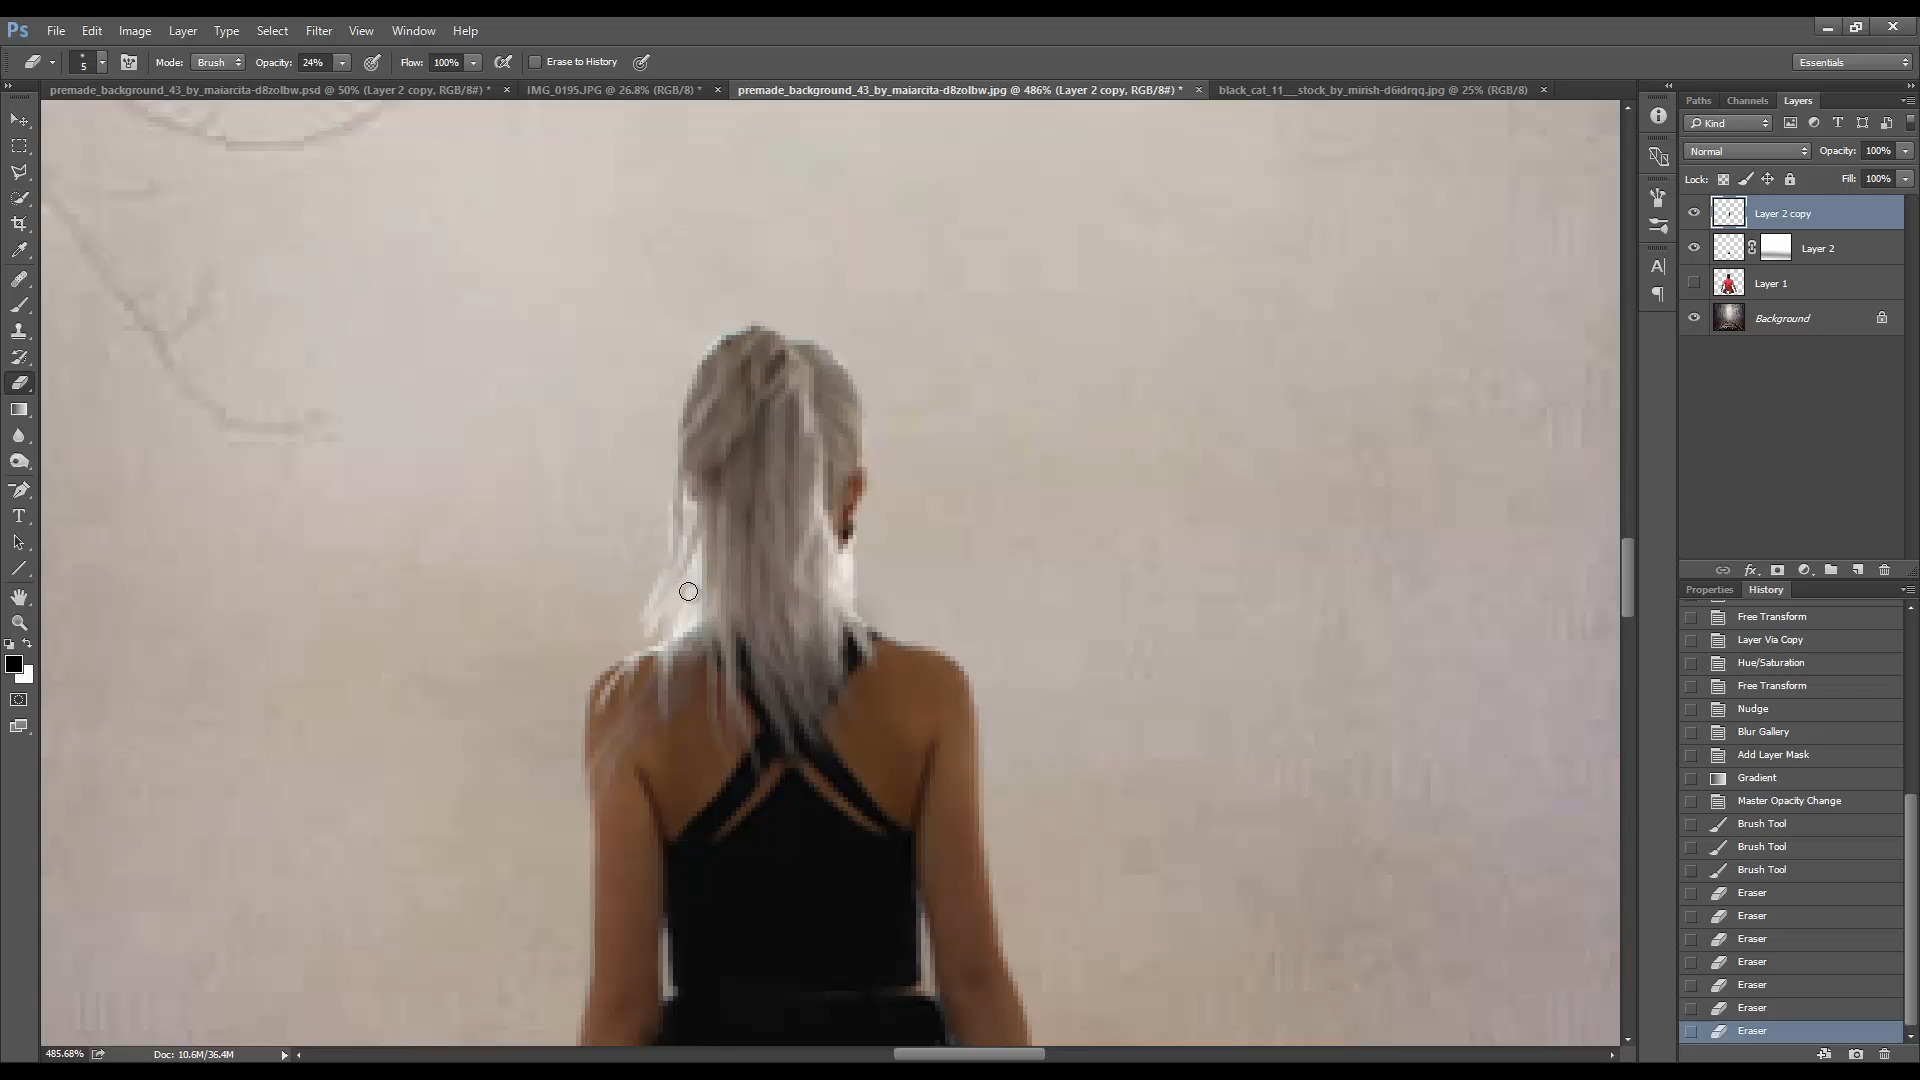 Ps File Edit Image Layer Type Select Filter View Window Help
5 Mode: Brush Opacity: 24% Flow: 100% Erase to History Essentials
premade_background_43_by_maiarcita-d8zolbw.psd @ 50% (Layer 2 copy, RGB/8#) * × IMG_0195.JPG @ 26.8% (RGB/8) * × premade_background_43_by_maiarcita-d8zolbw.jpg @ 486% (Layer 2 copy, RGB/8#) * × black_cat_11__stock_by_mirish-d6idrqq.jpg @ 25% (RGB/8) ×
Paths Channels Layers
Kind
Normal Opacity: 100%
Lock: Fill: 100%
Layer 2 copy
Layer 2
Layer 1
Background
Properties History
Free Transform
Layer Via Copy
Hue/Saturation
Free Transform
Nudge
Blur Gallery
Add Layer Mask
Gradient
Master Opacity Change
Brush Tool
Brush Tool
Brush Tool
Eraser
Eraser
Eraser
Eraser
Eraser
Eraser
Eraser
485.68% Doc: 10.6M/36.4M